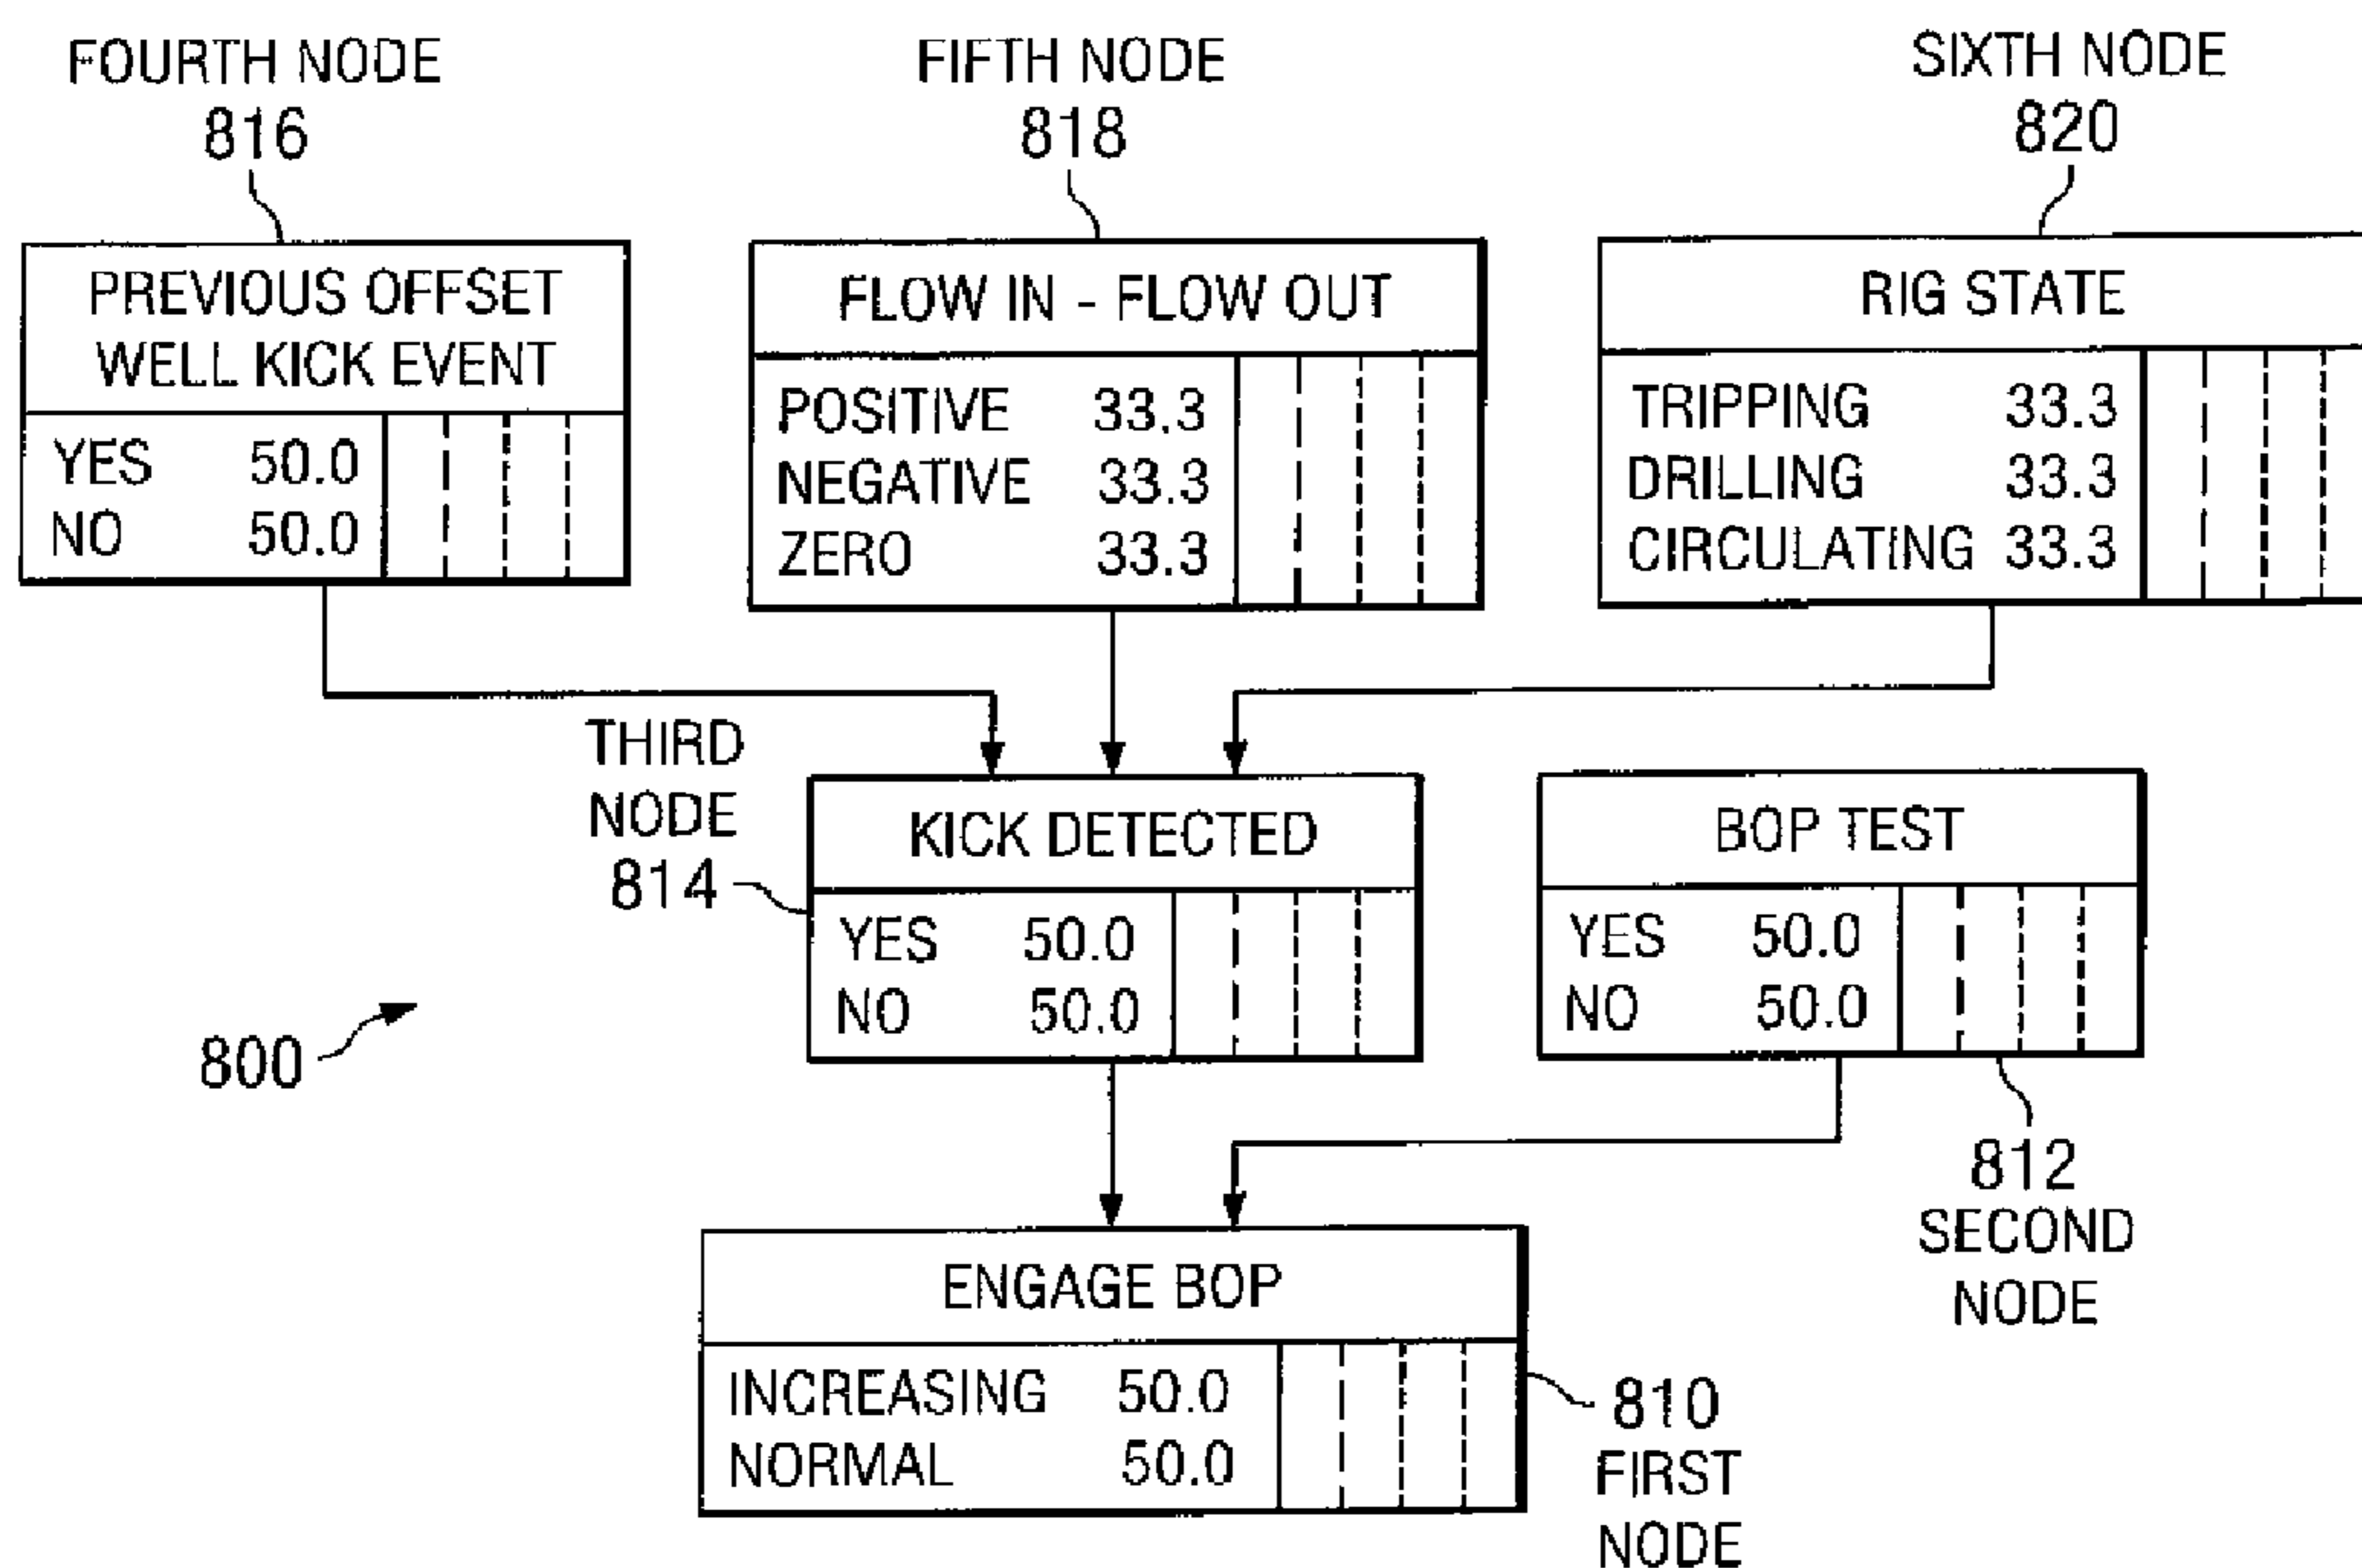 FOURTH NODE
816
FIFTH NODE
818
SIXTH NODE
820
PREVIOUS OFFSET
WELL KICK EVENT
YES 50.0
NO 50.0
FLOW IN - FLOW OUT
POSITIVE 33.3
NEGATIVE 33.3
ZERO 33.3
RIG STATE
TRIPPING 33.3
DRILLING 33.3
CIRCULATING 33.3
THIRD
NODE
814
KICK DETECTED
YES 50.0
NO 50.0
BOP TEST
YES 50.0
NO 50.0
800
812
SECOND
NODE
ENGAGE BOP
INCREASING 50.0
NORMAL 50.0
810
FIRST
NODE